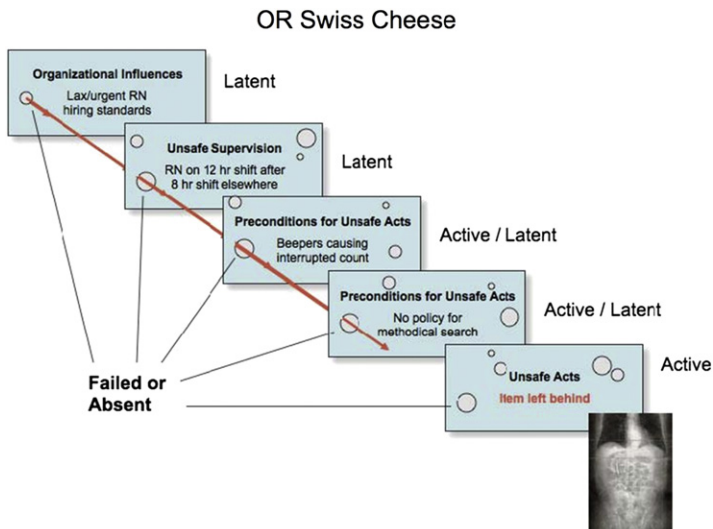 OR Swiss Cheese
Organizational Influences
Lax/urgent RN
hiring standards
Latent
Unsafe Supervision
RN on 12 hr shift after
8 hr shift elsewhere
Latent
Preconditions for Unsafe Acts
Beepers causing
interrupted count
Active / Latent
Preconditions for Unsafe Acts
No policy for
methodical search
Active / Latent
Unsafe Acts
Item left behind
Active
Failed or
Absent